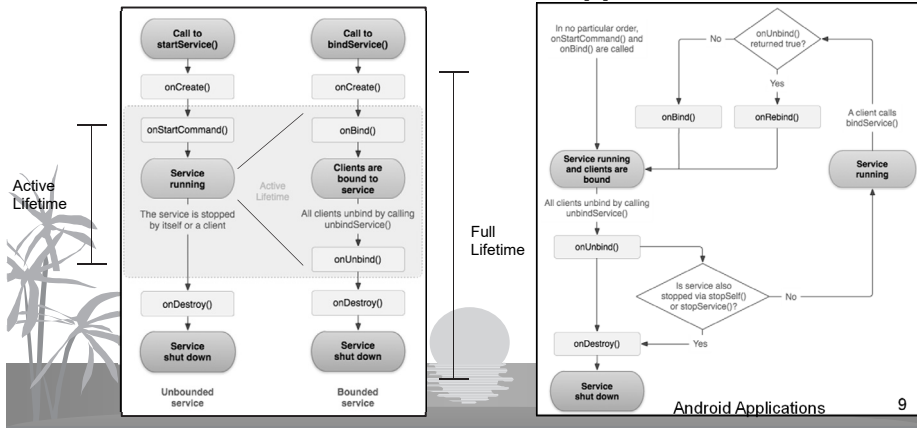 Call to
startService()
onCreate()
onStartCommand()
Service
running
The service is stopped
by itself or a client
onDestroy()
Service
shut down
Unbounded
service
Active
Lifetime
Call to
bindService()
onCreate()
onBind()
Clients are
bound to
service
All clients unbind by calling
unbindService()
onUnbind()
onDestroy()
Service
shut down
Bounded
service
Active
Lifetime
Full
Lifetime
In no particular order,
onStartCommand() and
onBind() are called
No
onUnbind()
returned true?
Yes
onBind()
onRebind()
A client calls
bindService()
Service running
and clients are
bound
Service
running
All clients unbind by calling
unbindService()
onUnbind()
Is service also
stopped via stopSelf()
or stopService()?
No
Yes
onDestroy()
Service
shut down
Android Applications
9